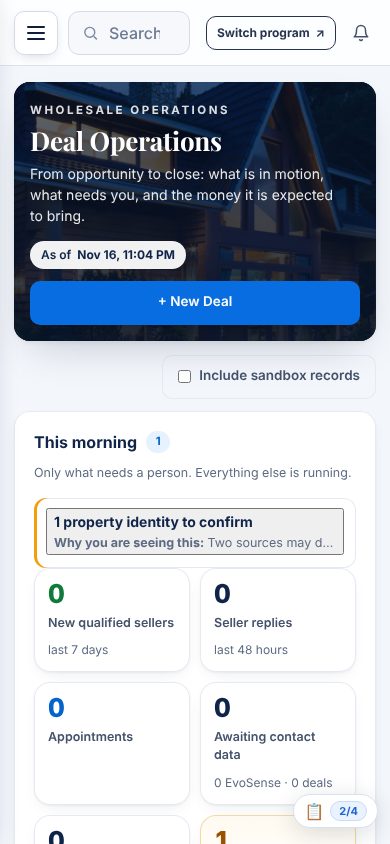 Search
Switch program ↗
WHOLESALE OPERATIONS
Deal Operations
From opportunity to close: what is in motion,
what needs you, and the money it is expected
to bring.
As of Nov 16, 11:04 PM
+ New Deal
Include sandbox records
This morning 1
Only what needs a person. Everything else is running.
1 property identity to confirm
Why you are seeing this: Two sources may d...
0
New qualified sellers
last 7 days
0
Seller replies
last 48 hours
0
Appointments
0
Awaiting contact
data
0 EvoSense · 0 deals
2/4
0
1